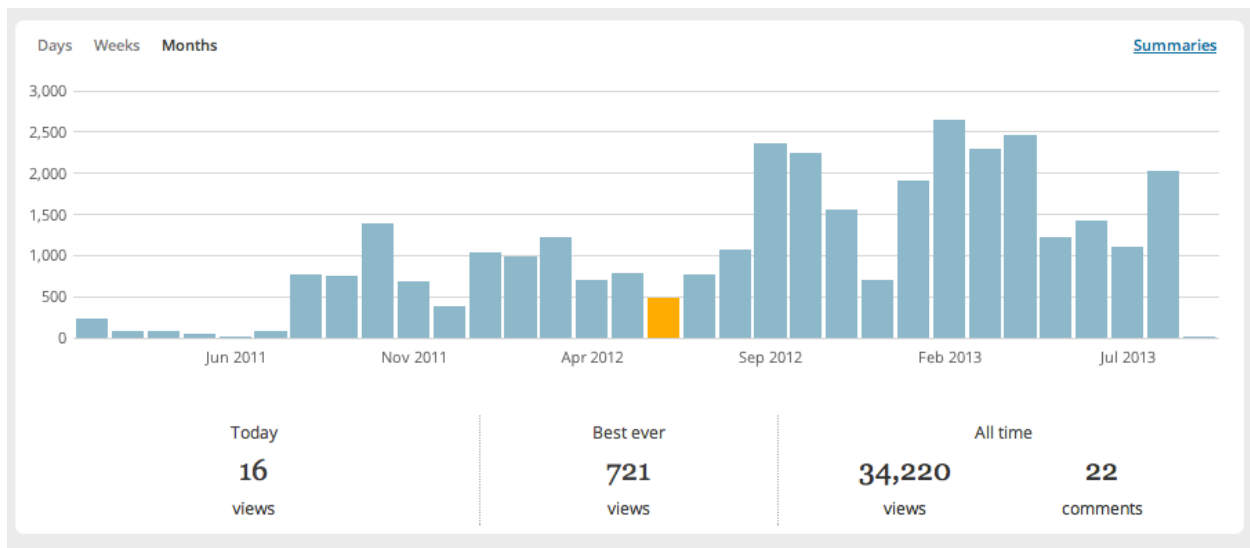 Days Weeks Months Summaries
3,000
2,500
2,000
1,500
1,000
500
0
Jun 2011 Nov 2011 Apr 2012 Sep 2012 Feb 2013 Jul 2013
Today Best ever All time
16 721 34,220 22
views views views comments